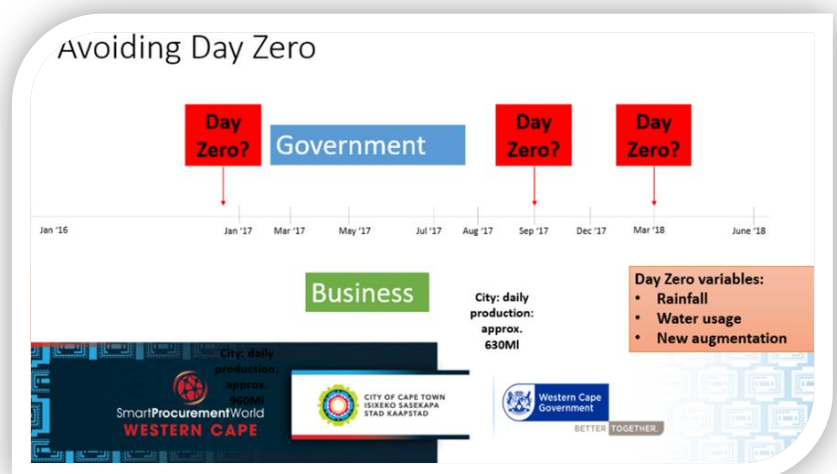 Avoiding Day Zero
Day
Zero?
Government
Day
Zero?
Day
Zero?
Jan '16
Jan '17
Mar '17
May '17
Jul '17
Aug '17
Sep '17
Dec '17
Mar '18
June '18
Business
City: daily
production:
approx.
630Ml
Day Zero variables:
• Rainfall
• Water usage
• New augmentation
City: daily
production:
approx.
960Ml
SmartProcurementWorld
WESTERN CAPE
CITY OF CAPE TOWN
ISIXEKO SASEKAPA
STAD KAAPSTAD
Western Cape
Government
BETTER TOGETHER.